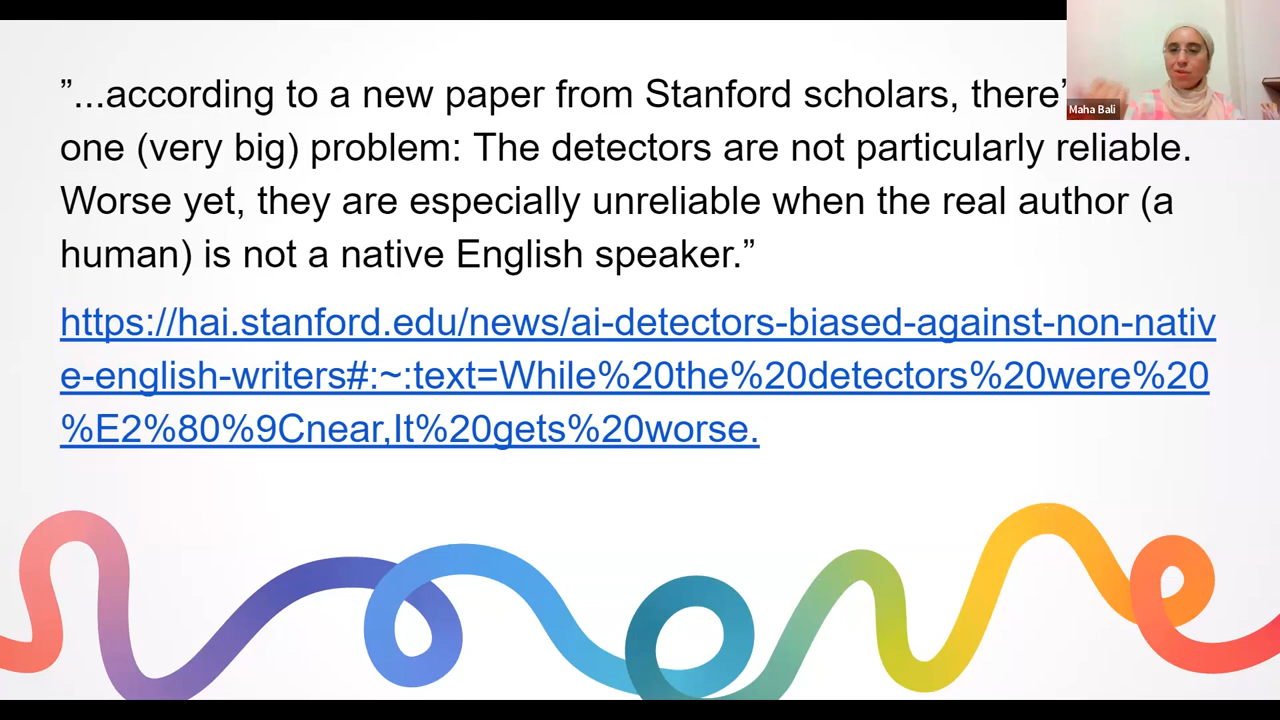 ”...according to a new paper from Stanford scholars, there’
one (very big) problem: The detectors are not particularly reliable.
Worse yet, they are especially unreliable when the real author (a
human) is not a native English speaker.”
https://hai.stanford.edu/news/ai-detectors-biased-against-non-nativ
e-english-writers#:~:text=While%20the%20detectors%20were%20
%E2%80%9Cnear,It%20gets%20worse.
Maha Bali